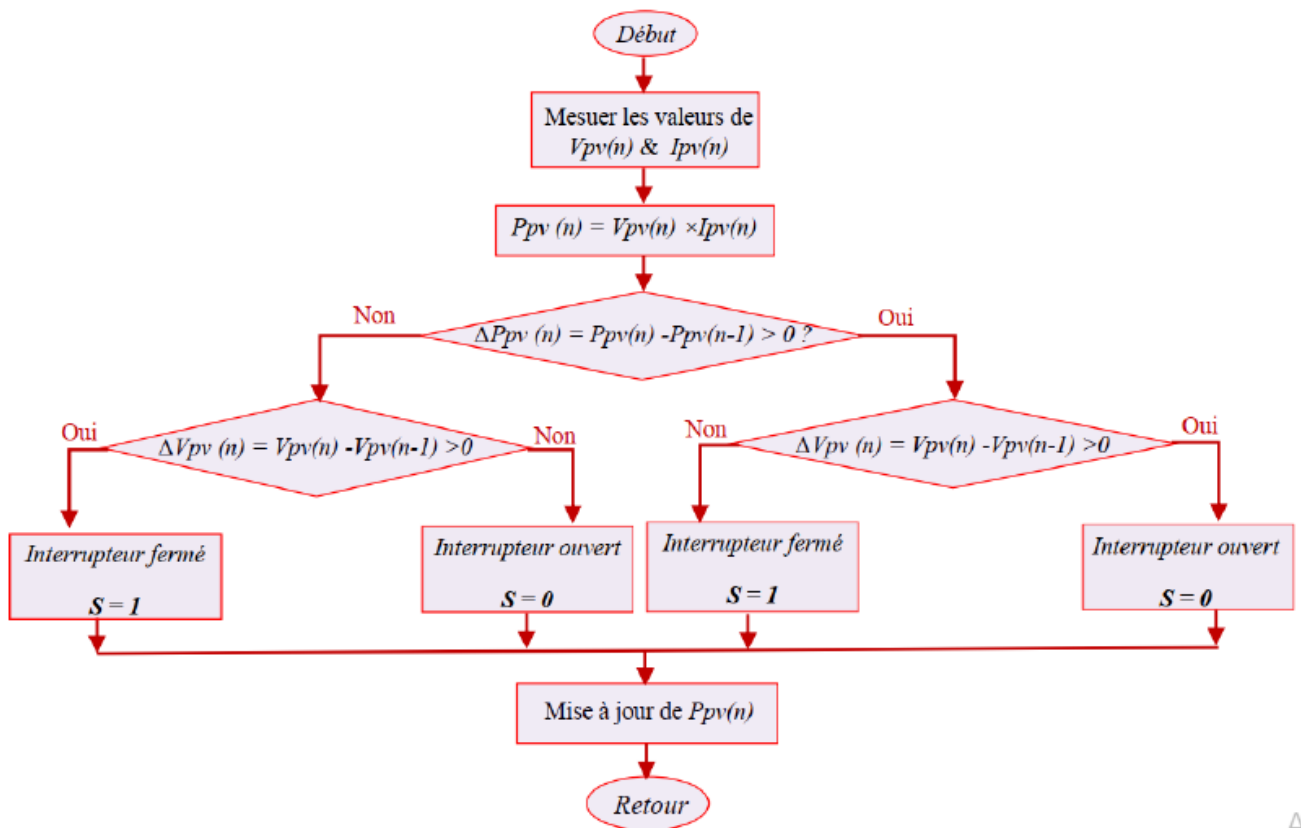 Début
Mesuer les valeurs de
Vpv(n) & Ipv(n)
Ppv (n) = Vpv(n) ×Ipv(n)
Non
Oui
ΔPpv (n) = Ppv(n) -Ppv(n-1) > 0 ?
Oui
ΔVpv (n) = Vpv(n) -Vpv(n-1) >0
Non
Non
ΔVpv (n) = Vpv(n) -Vpv(n-1) >0
Oui
Interrupteur fermé
S = 1
Interrupteur ouvert
S = 0
Interrupteur fermé
S = 1
Interrupteur ouvert
S = 0
Mise à jour de Ppv(n)
Retour